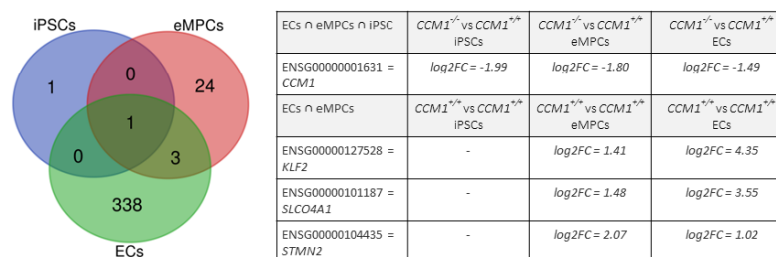 iPSCs
eMPCs
1
0
24
1
0
3
338
ECs
ECs ∩ eMPCs ∩ iPSC
CCM1-/- vs CCM1+/+
iPSCs
CCM1-/- vs CCM1+/+
eMPCs
CCM1-/- vs CCM1+/+
ECs
ENSG00000001631 =
CCM1
log2FC = -1.99
log2FC = -1.80
log2FC = -1.49
ECs ∩ eMPCs
CCM1+/+ vs CCM1+/+
iPSCs
CCM1+/+ vs CCM1+/+
eMPCs
CCM1+/+ vs CCM1+/+
ECs
ENSG00000127528 =
KLF2
-
log2FC = 1.41
log2FC = 4.35
ENSG00000101187 =
SLCO4A1
-
log2FC = 1.48
log2FC = 3.55
ENSG00000104435 =
STMN2
-
log2FC = 2.07
log2FC = 1.02